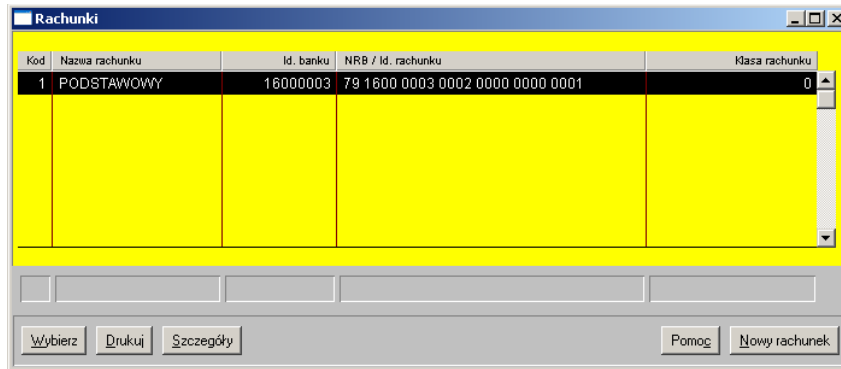 Rachunki
Kod Nazwa rachunku Id. banku NRB / Id. rachunku Klasa rachunku
1 PODSTAWOWY 16000003 79 1600 0003 0002 0000 0000 0001 0
Wybierz Drukuj Szczegóły Pomoc Nowy rachunek